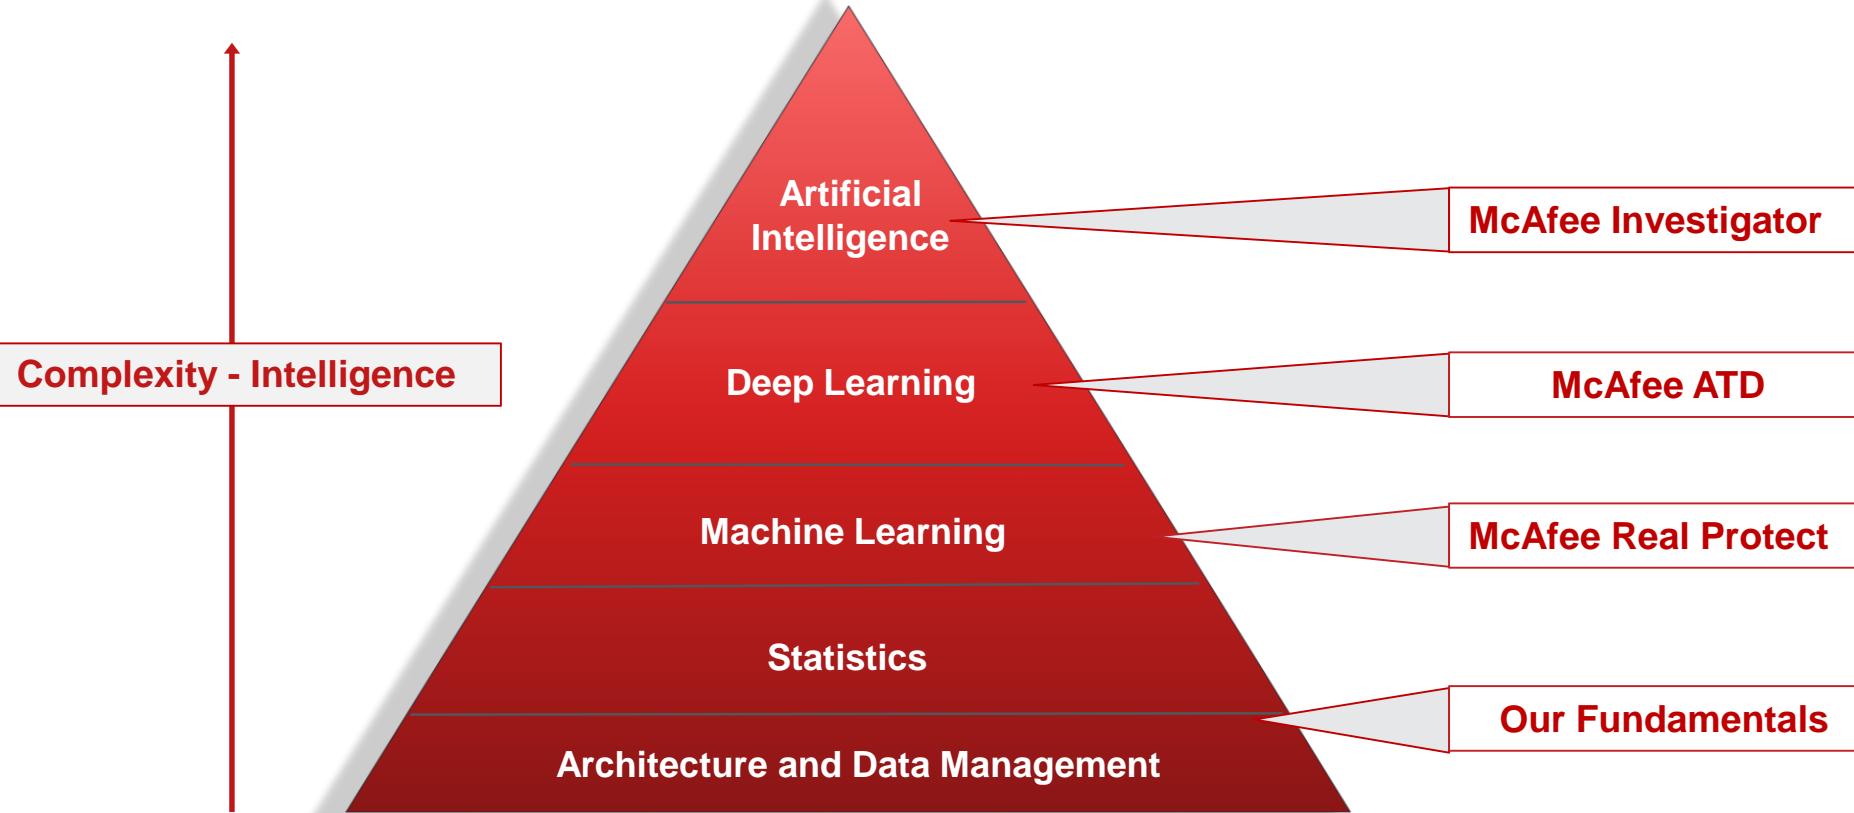 Artificial
Intelligence
McAfee Investigator
Complexity - Intelligence
Deep Learning
McAfee ATD
Machine Learning
McAfee Real Protect
Statistics
Our Fundamentals
Architecture and Data Management